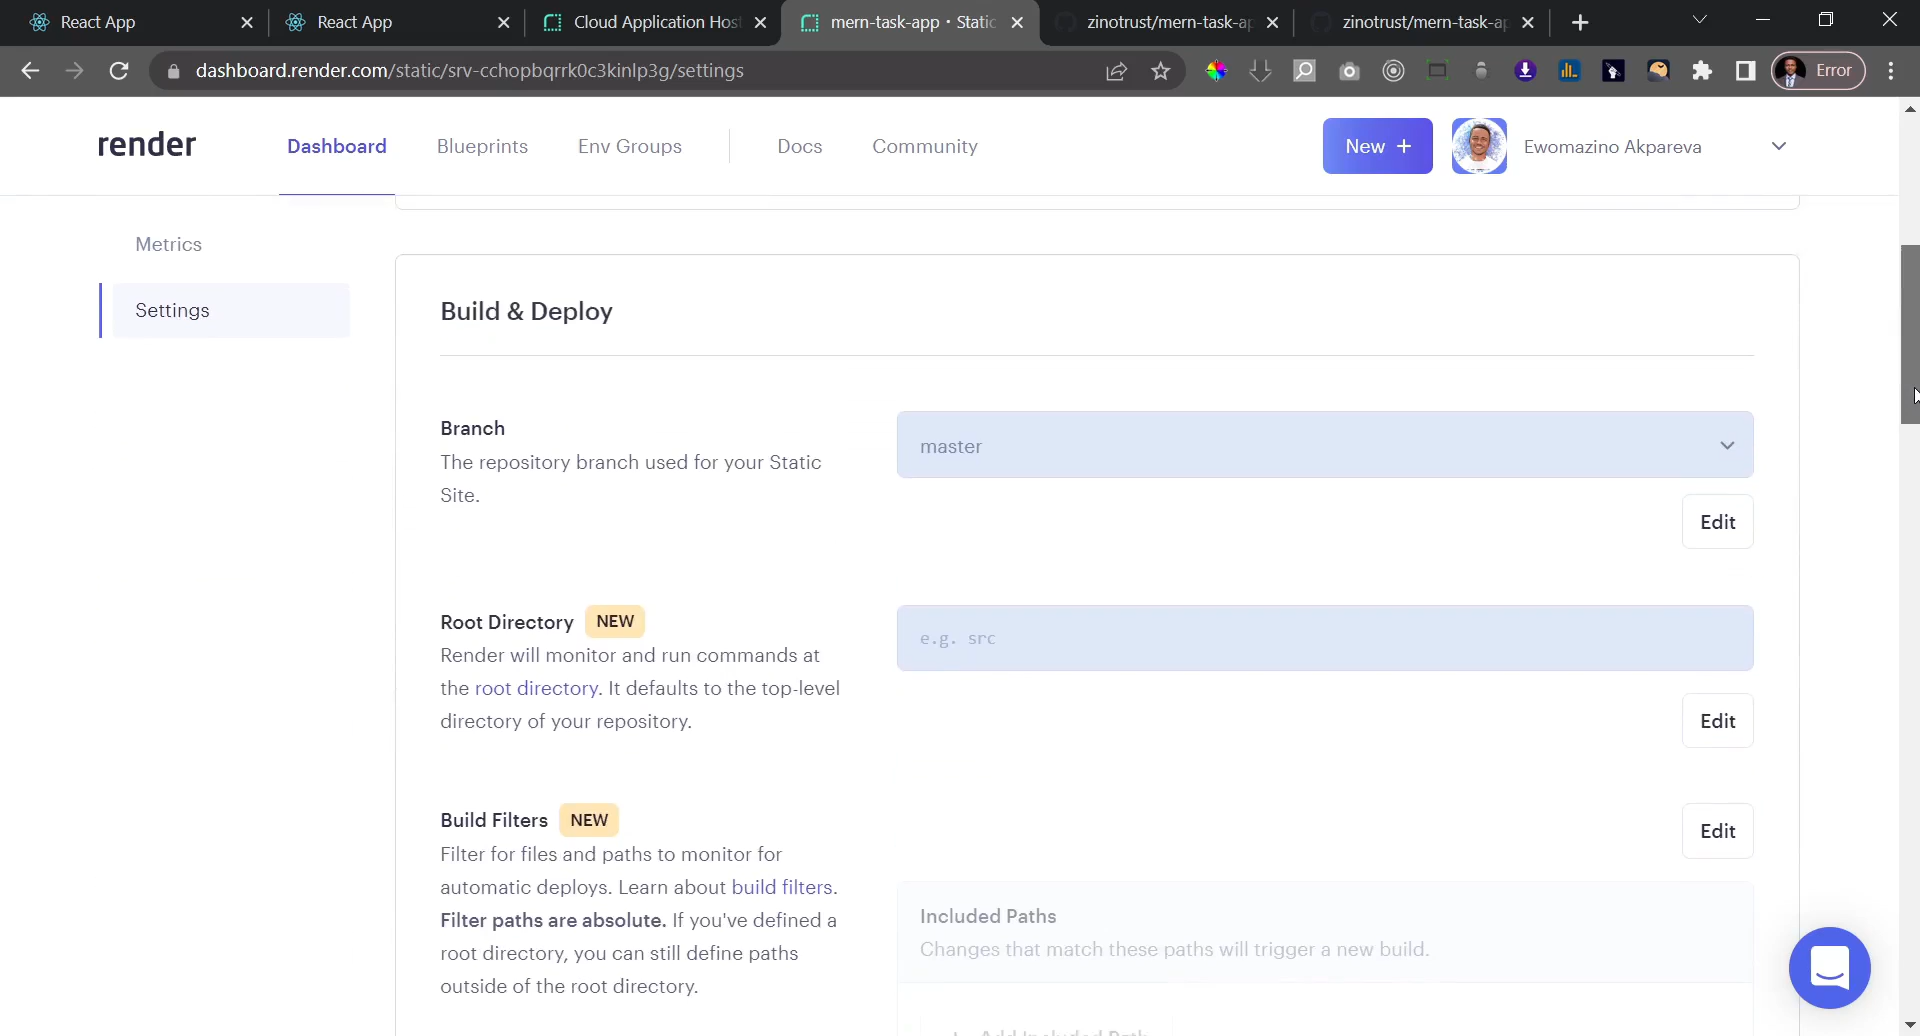 React App
React App
Cloud Application Hos
mern-task-app · Static
zinotrust/mern-task-ap
zinotrust/mern-task-ap
dashboard.render.com/static/srv-cchopbqrrk0c3kinlp3g/settings
Error
render
Dashboard
Blueprints
Env Groups
Docs
Community
New +
Ewomazino Akpareva
Metrics
Settings
Build & Deploy
Branch
The repository branch used for your Static
Site.
master
Edit
Root Directory NEW
Render will monitor and run commands at
the root directory. It defaults to the top-level
directory of your repository.
e.g. src
Edit
Build Filters NEW
Filter for files and paths to monitor for
automatic deploys. Learn about build filters.
Filter paths are absolute. If you've defined a
root directory, you can still define paths
outside of the root directory.
Edit
Included Paths
Changes that match these paths will trigger a new build.
+ Add Included Path